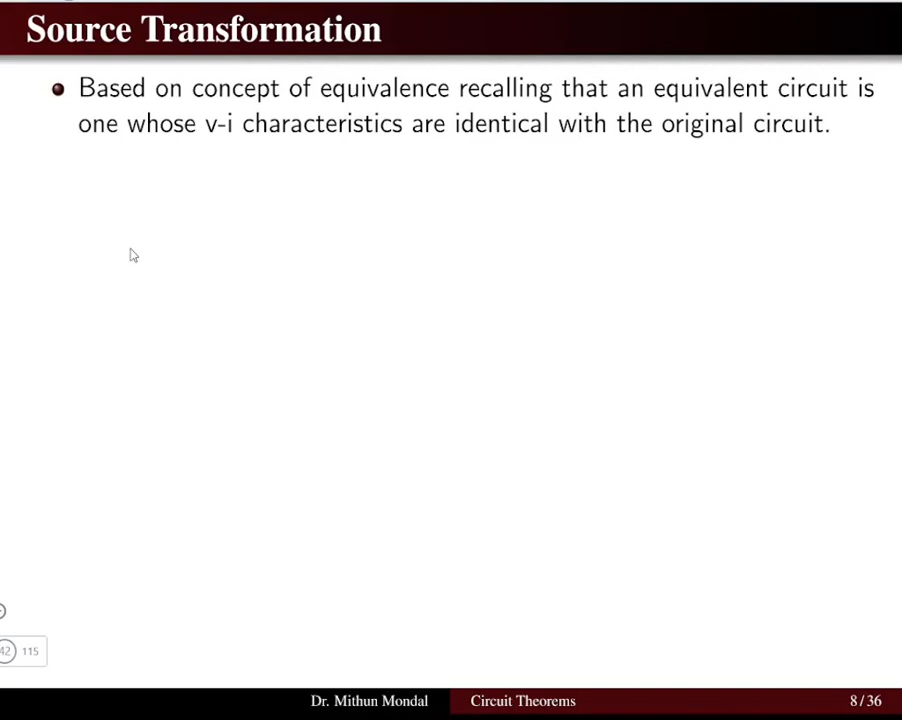 Source Transformation
Based on concept of equivalence recalling that an equivalent circuit is
one whose v-i characteristics are identical with the original circuit.
42 115
Dr. Mithun Mondal Circuit Theorems 8/36